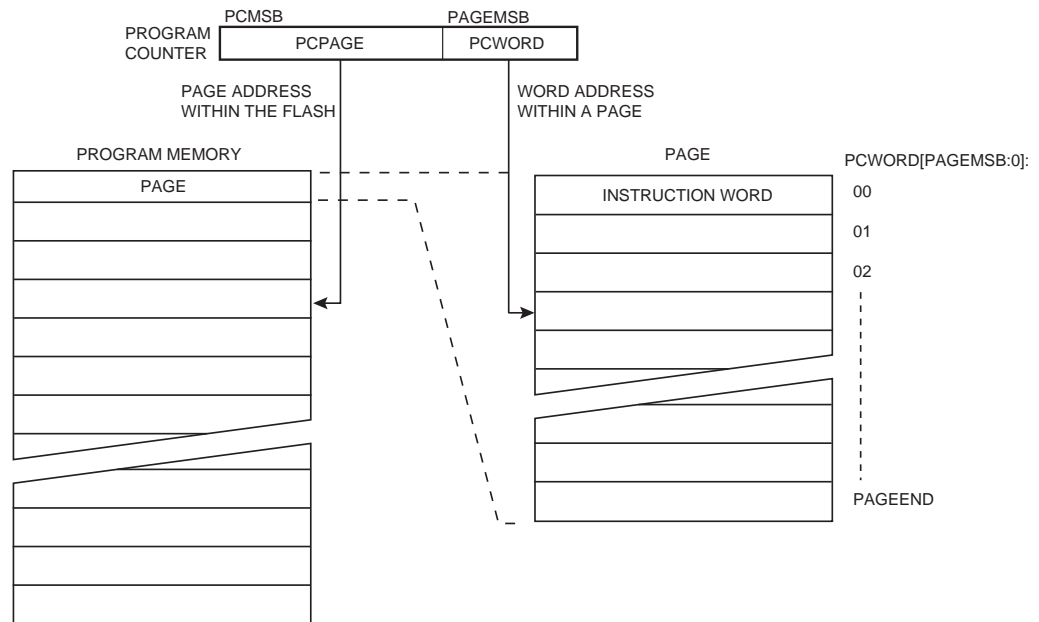 PCMSB
PAGEMSB
PROGRAM
COUNTER
PCPAGE
PCWORD
PAGE ADDRESS
WITHIN THE FLASH
WORD ADDRESS
WITHIN A PAGE
PROGRAM MEMORY
PAGE
PAGE
PCWORD[PAGEMSB:0]:
INSTRUCTION WORD
00
01
02
PAGEEND